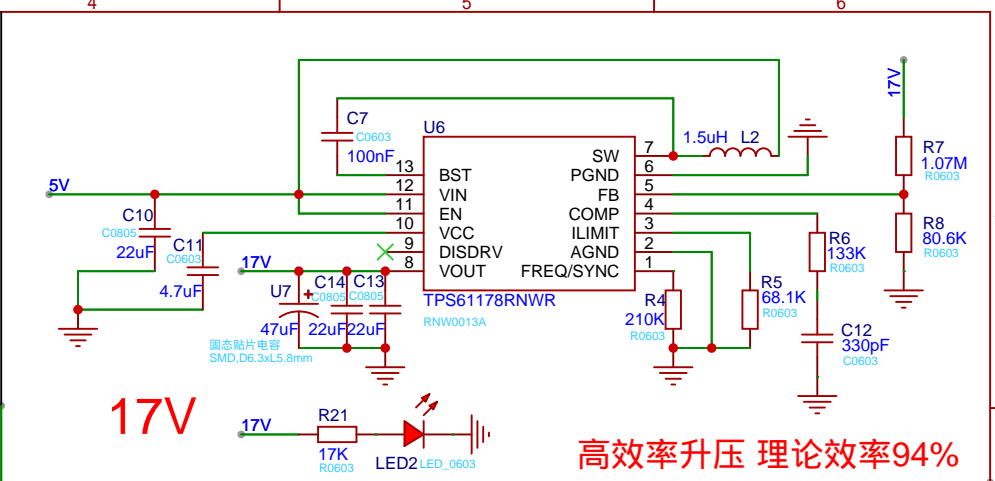 4
5
6
C7
C0603
100nF
U6
1.5uH
L2
17V
R7
1.07M
R0603
5V
13
BST
SW
7
12
VIN
PGND
6
11
EN
FB
5
10
VCC
COMP
4
9
DISDRV
ILIMIT
3
8
VOUT
AGND
2
FREQ/SYNC
1
TPS61178RNWR
RNW0013A
C10
C0805
22uF
C11
C0603
4.7uF
R8
80.6K
R0603
R6
133K
R0603
17V
U7
+
47uF
C14
C0805
22uF
C13
C0805
22uF
固态贴片电容
SMD,D6.3xL5.8mm
R4
210K
R0603
R5
68.1K
R0603
C12
330pF
C0603
17V
17V
R21
17K
R0603
LED2
LED_0603
高效率升压 理论效率94%